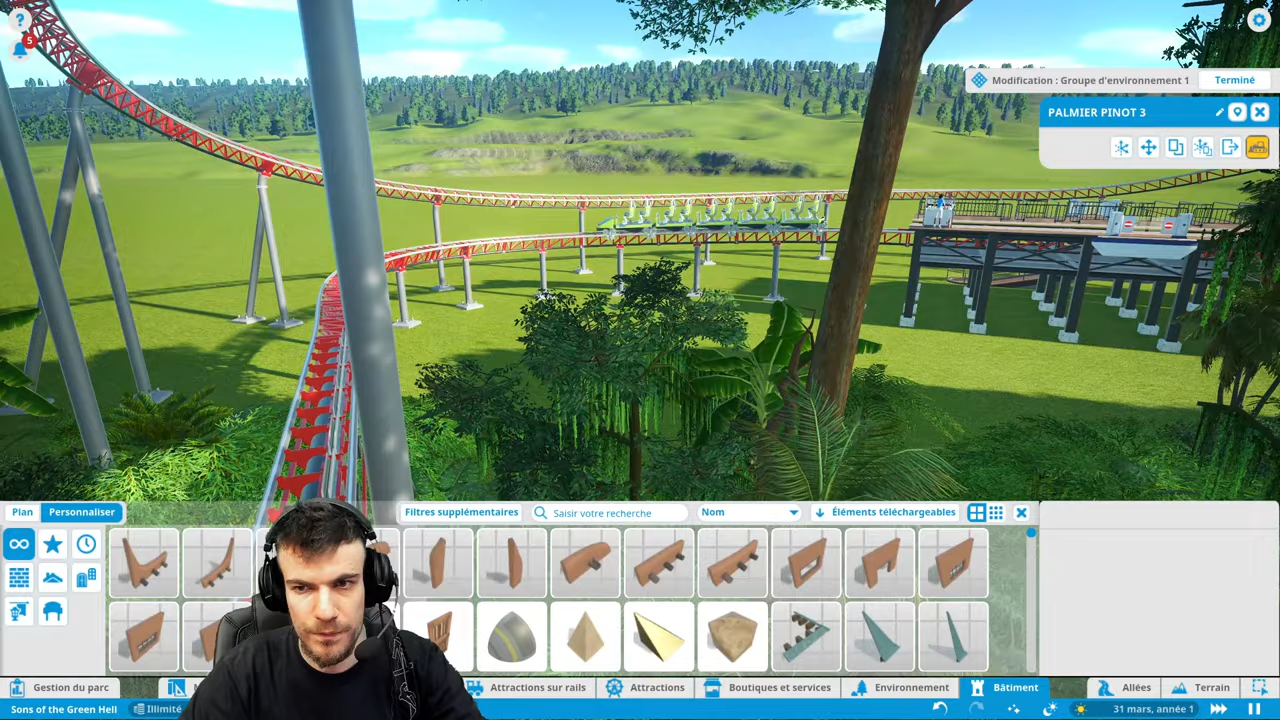 ?
5
Modification : Groupe d'environnement 1
Terminé
PALMIER PINOT 3
Plan
Personnaliser
Filtres supplémentaires
Saisir votre recherche
Nom
Éléments téléchargeables
Gestion du parc
Attractions sur rails
Attractions
Boutiques et services
Environnement
Bâtiment
Allées
Terrain
Sons of the Green Hell
Illimité
31 mars, année 1